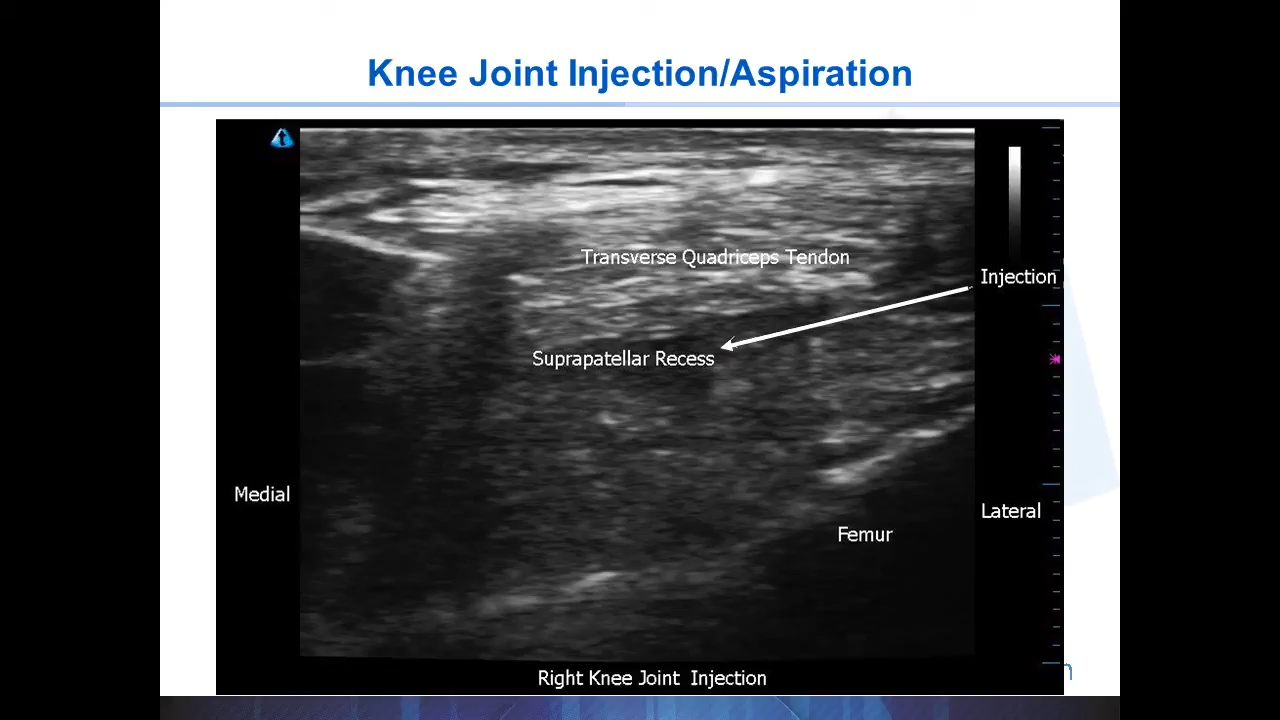 Knee Joint Injection/Aspiration
Transverse Quadriceps Tendon
Injection
Suprapatellar Recess
Medial
Lateral
Femur
Right Knee Joint Injection